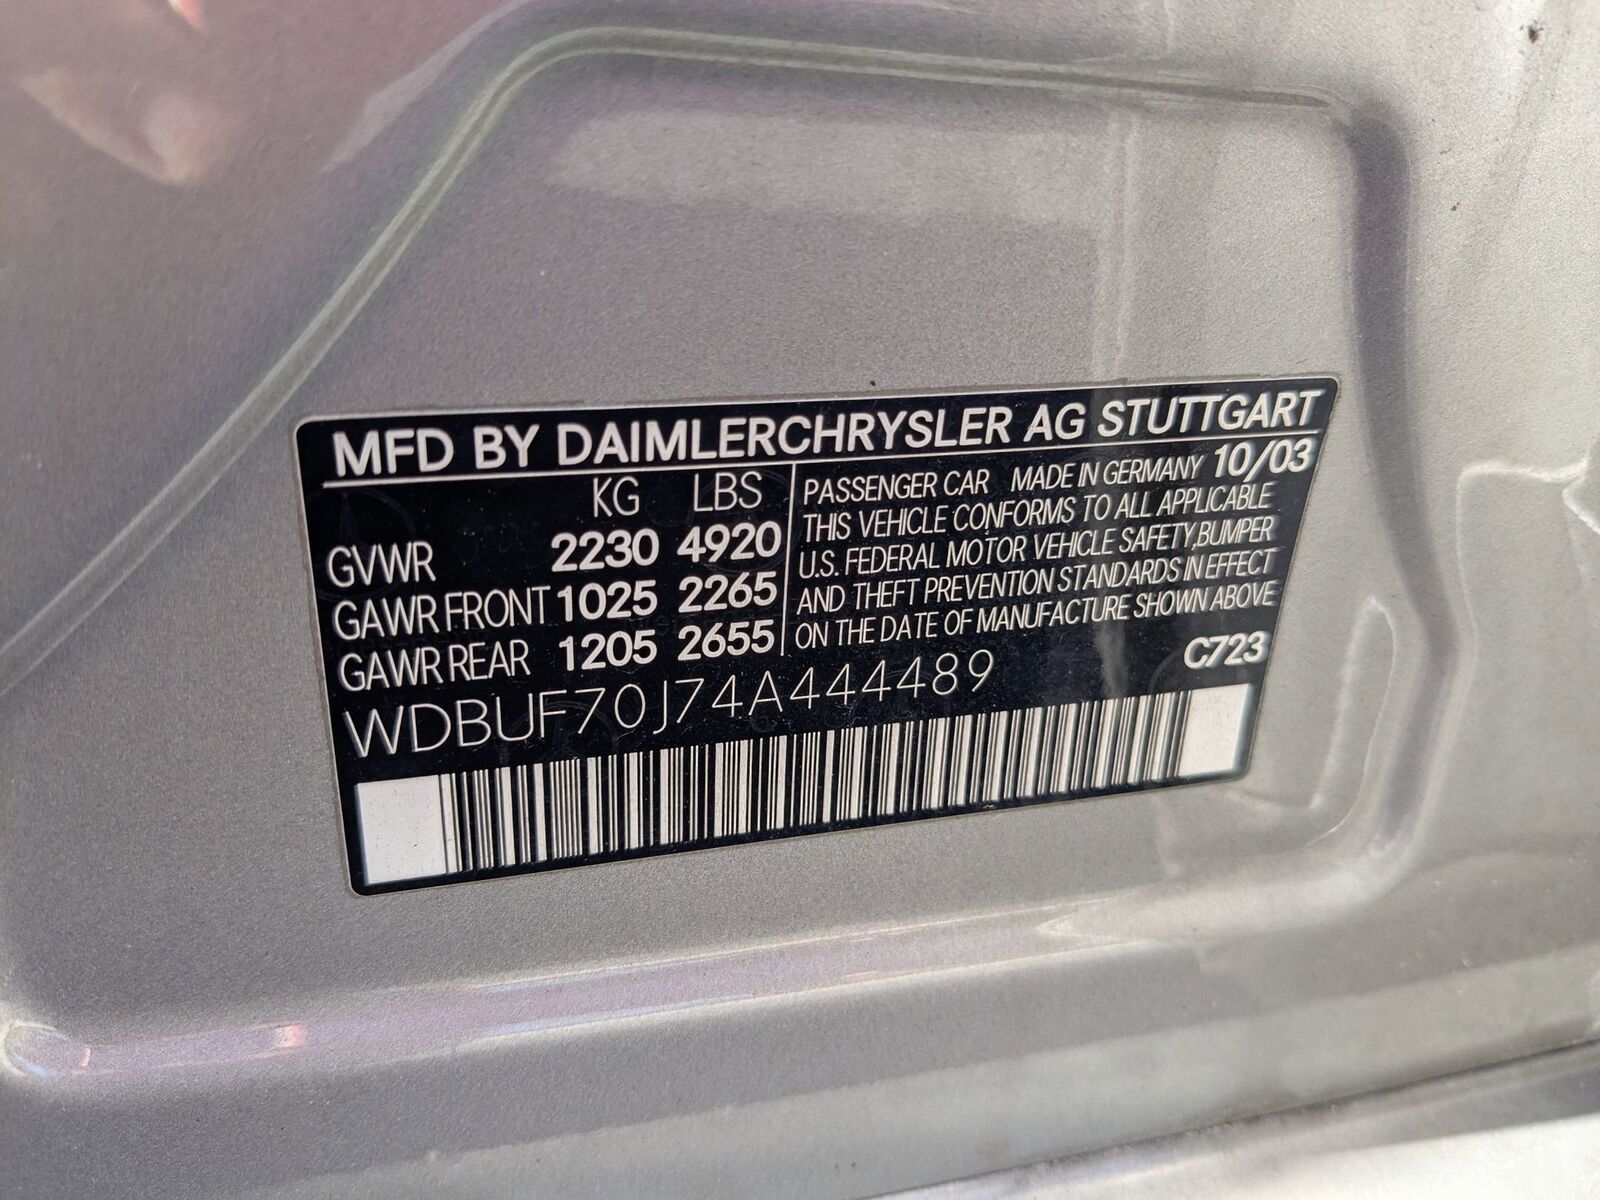 MFD BY DAIMLERCHRYSLER AG STUTTGART
KG LBS
GVWR 2230 4920
GAWR FRONT 1025 2265
GAWR REAR 1205 2655
PASSENGER CAR MADE IN GERMANY 10/03
THIS VEHICLE CONFORMS TO ALL APPLICABLE
U.S. FEDERAL MOTOR VEHICLE SAFETY,BUMPER
AND THEFT PREVENTION STANDARDS IN EFFECT
ON THE DATE OF MANUFACTURE SHOWN ABOVE
C723
WDBUF70J74A444489